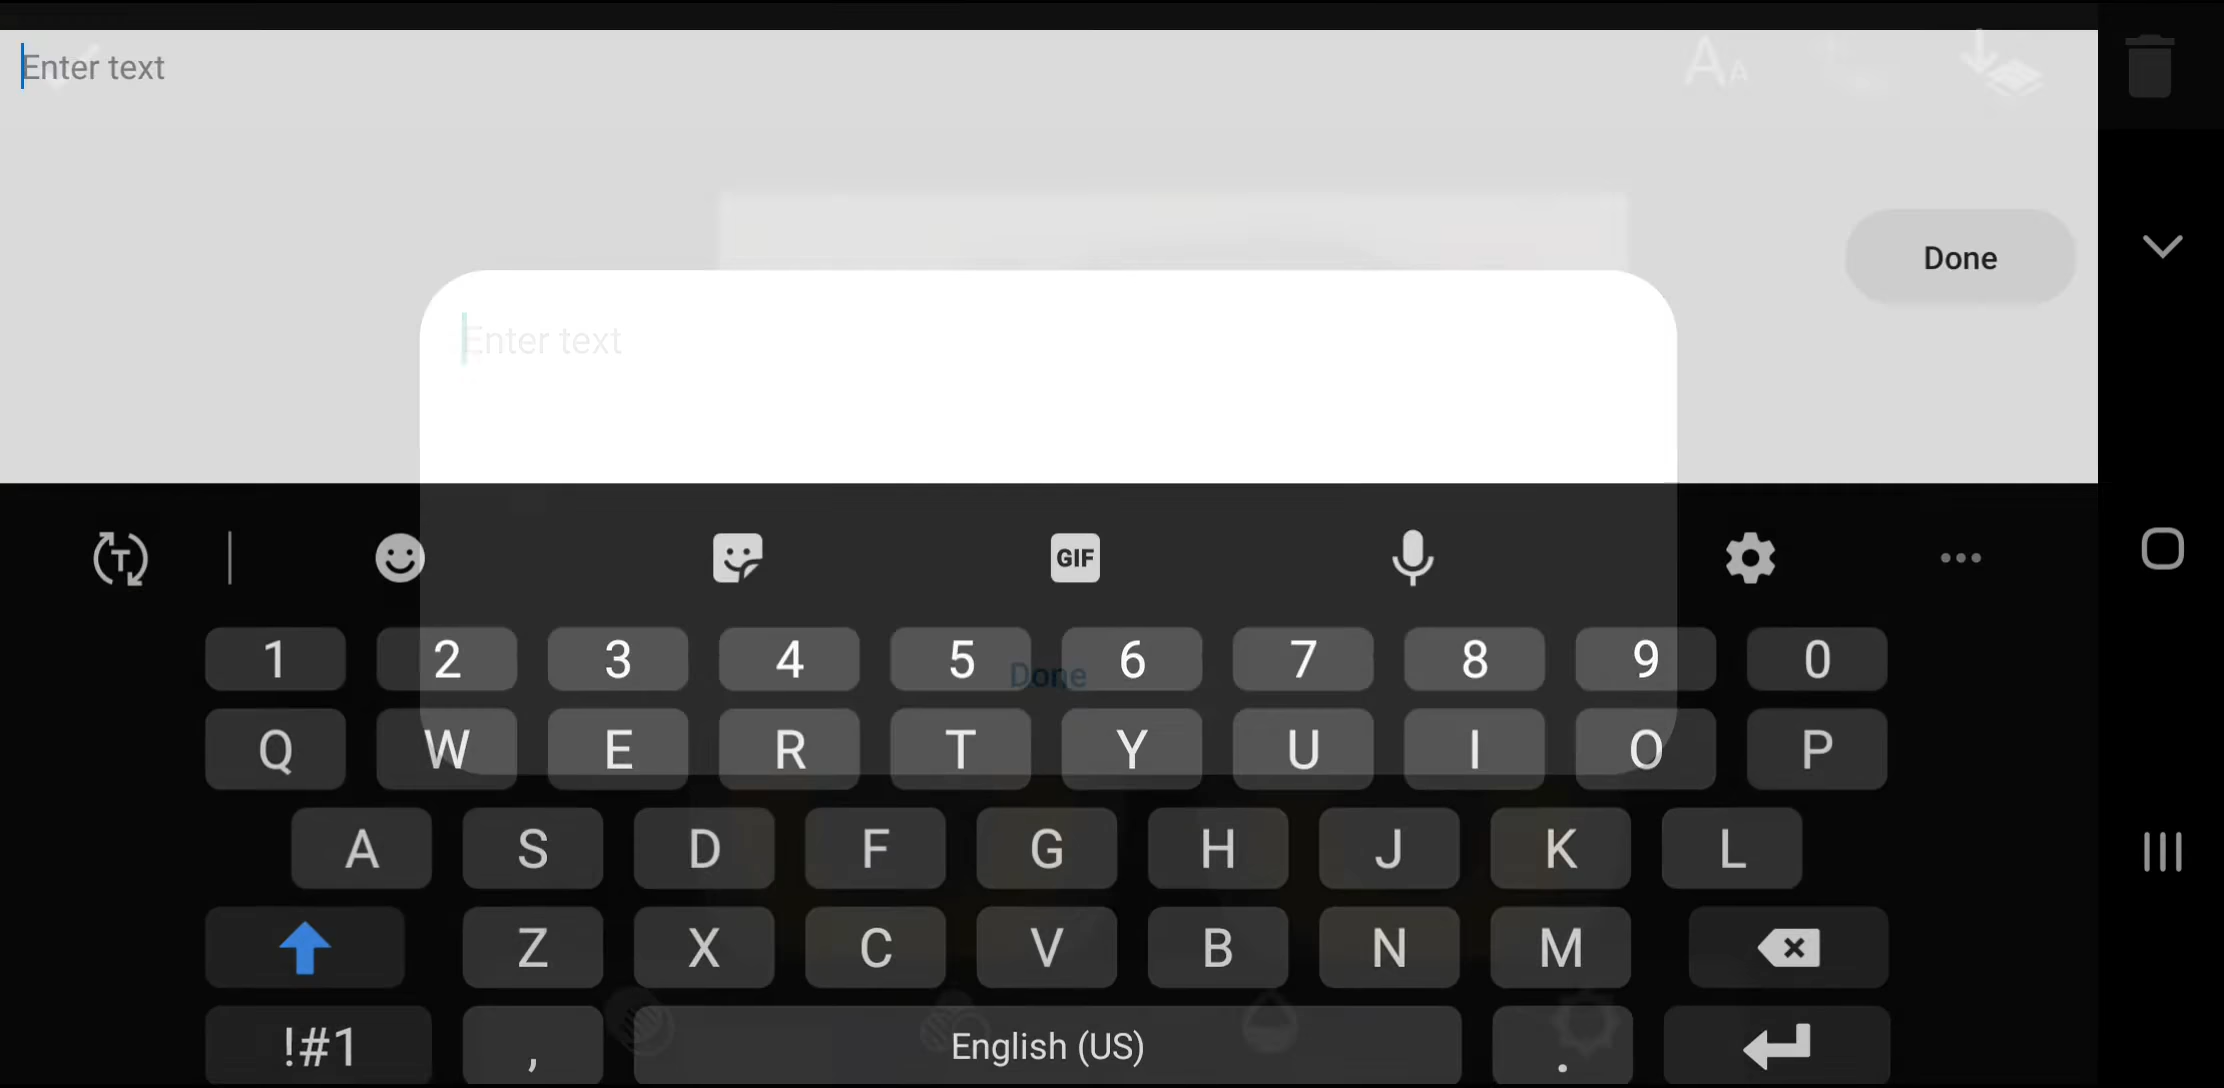 Enter text
AA
Done
Enter text
T GIF
1 2 3 4 5 6 7 8 9 0
Done
Q W E R T Y U I O P
A S D F G H J K L
Z X C V B N M
!#1 , English (US) .